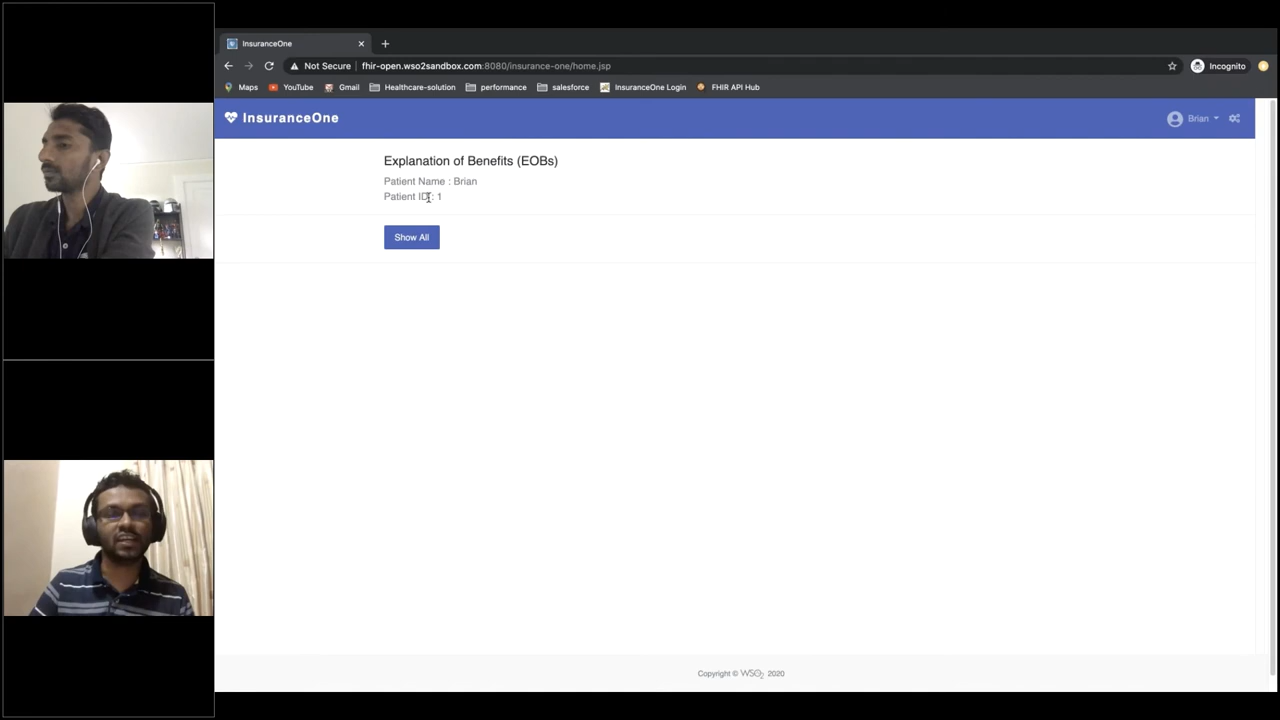 InsuranceOne
Not Secure
fhir-open.wso2sandbox.com:8080/insurance-one/home.jsp
Incognito
Maps
YouTube
Gmail
Healthcare-solution
performance
salesforce
InsuranceOne Login
FHIR API Hub
InsuranceOne
Brian
Explanation of Benefits (EOBs)
Patient Name : Brian
Patient ID : 1
Show All
Copyright © WSO2 2020